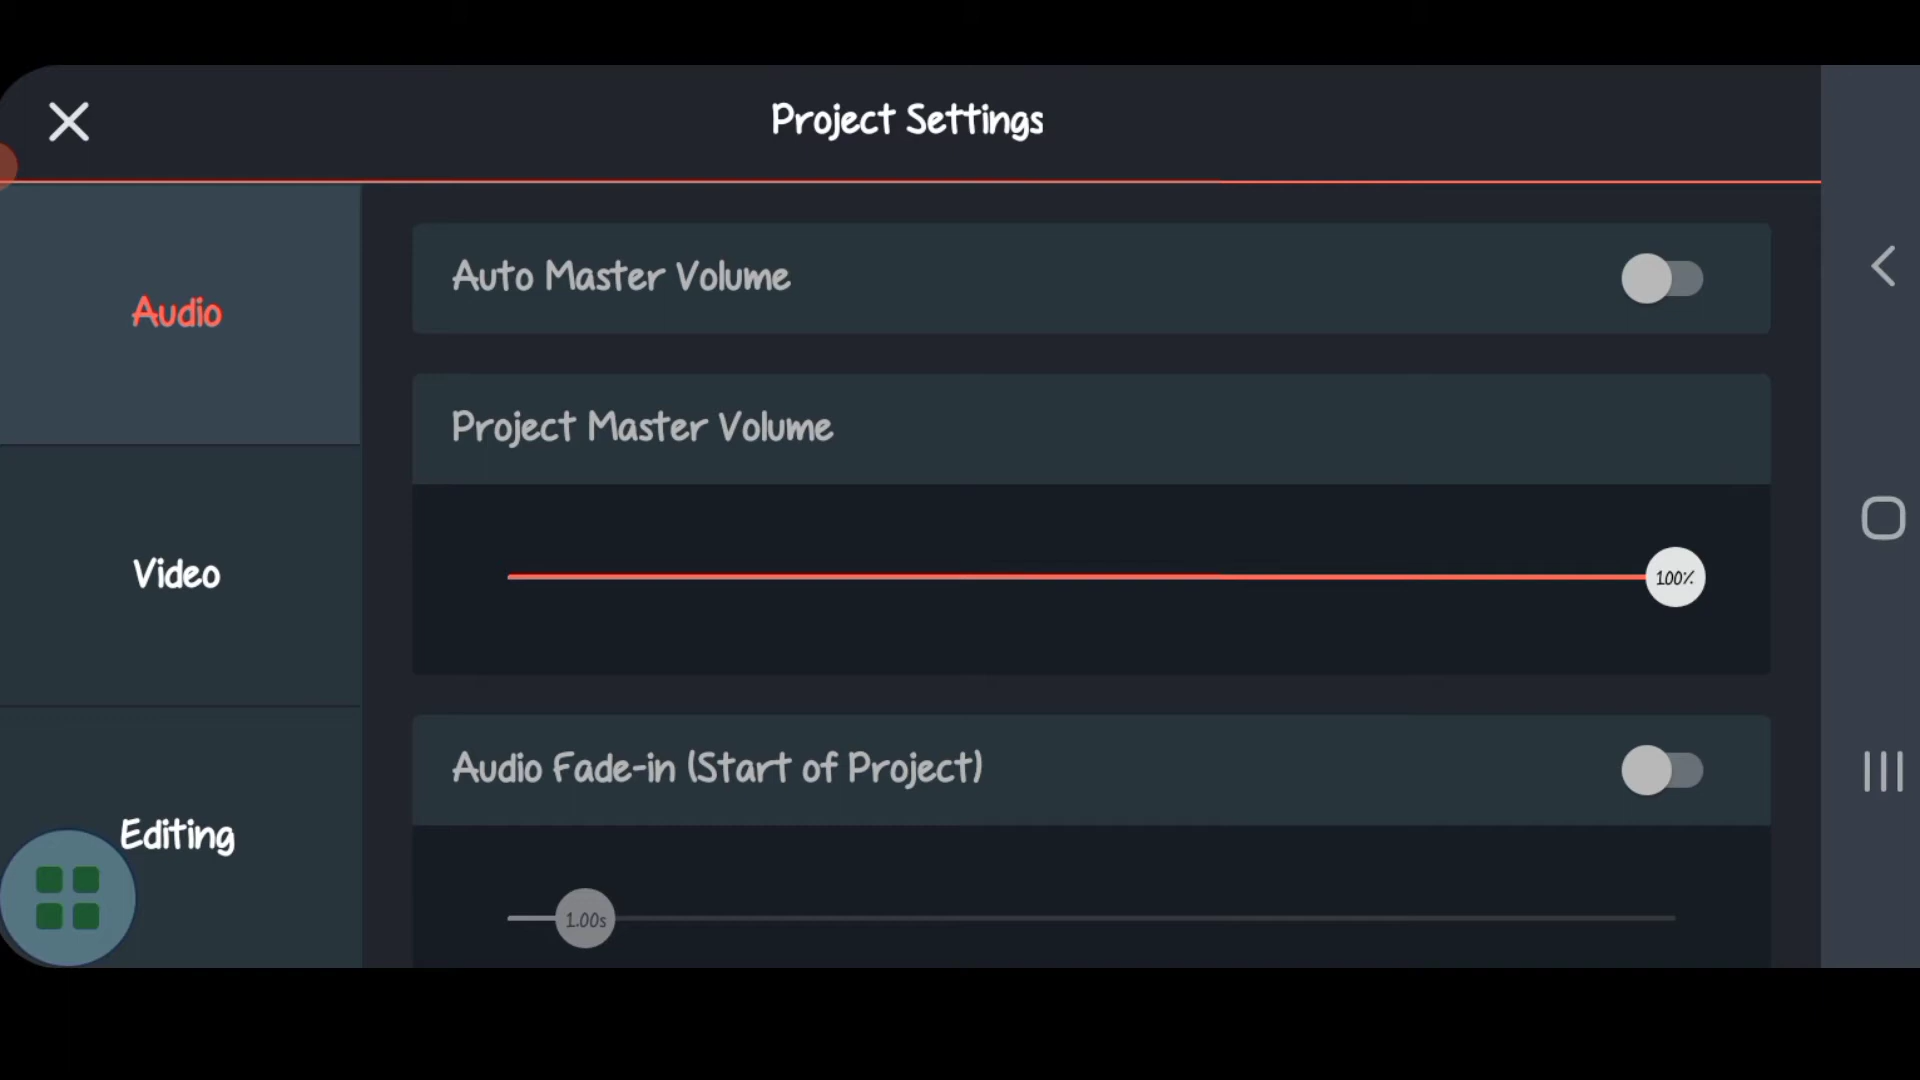 Project Settings
Audio
Auto Master Volume
Project Master Volume
Video
100%
Audio Fade-in (Start of Project)
Editing
1.00s